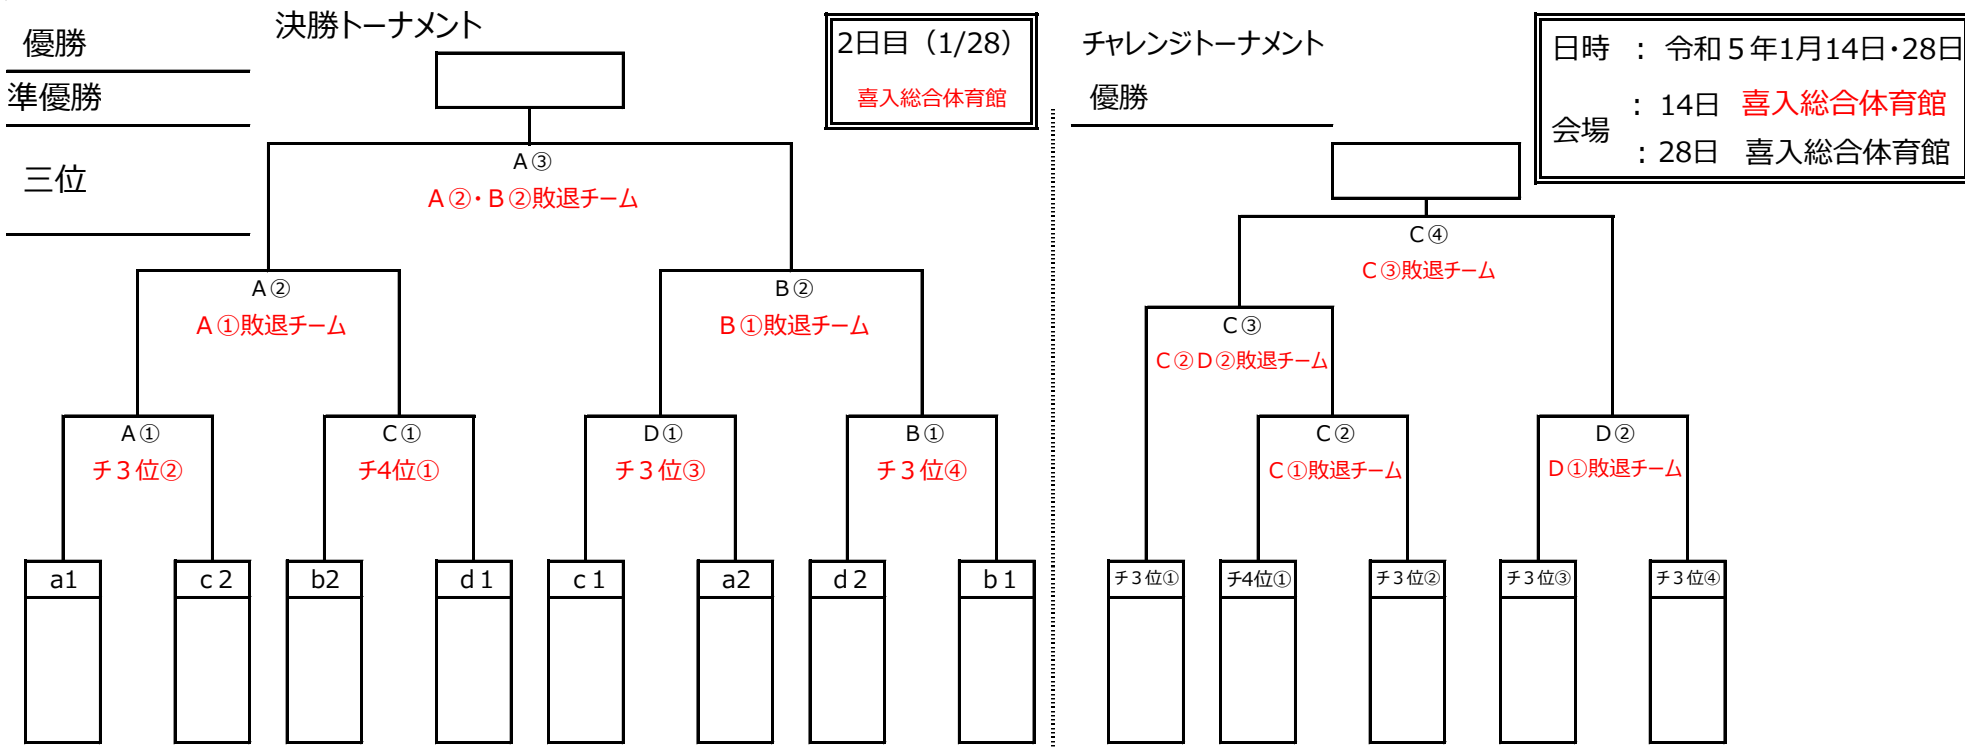 決勝トーナメント
優勝
準優勝
三位
2日目（1/28）
喜入総合体育館
A③
A②・B②敗退チーム
A②
A①敗退チーム
B②
B①敗退チーム
A①
チ3位②
C①
チ4位①
D①
チ3位③
B①
チ3位④
a1
c2
b2
d1
c1
a2
d2
b1
チャレンジトーナメント
優勝
日時 ： 令和５年1月14日・28日
会場
： 14日 喜入総合体育館
：28日 喜入総合体育館
C④
C③敗退チーム
C③
C②D②敗退チーム
C②
C①敗退チーム
D②
D①敗退チーム
チ3位①
チ4位①
チ3位②
チ3位③
チ3位④